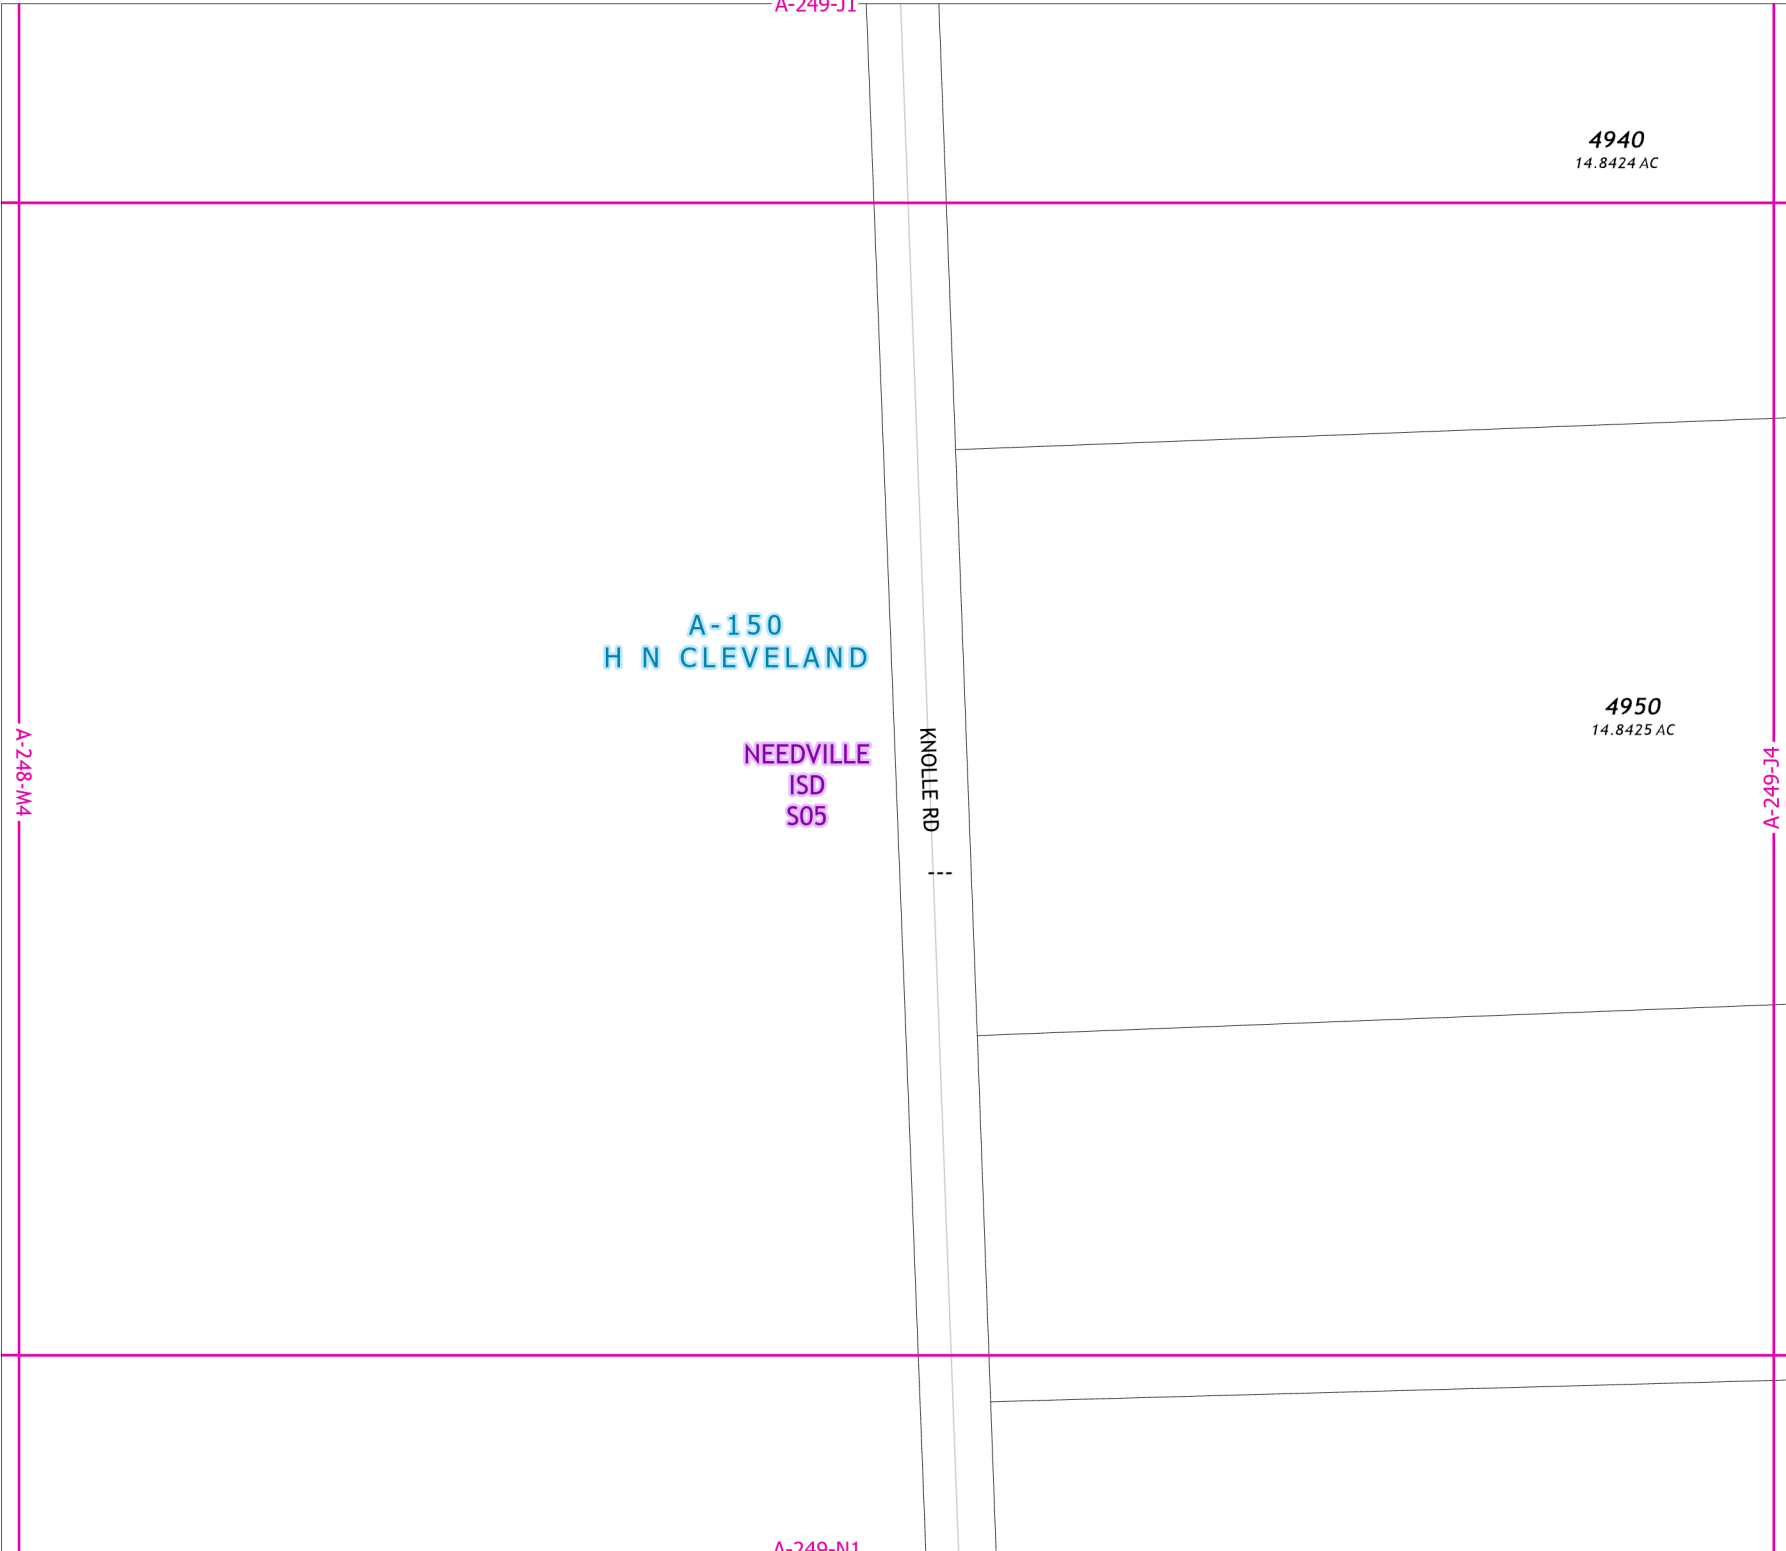 A-249-J1
4940
14.8424 AC
A-150
H N CLEVELAND
4950
14.8425 AC
NEEDVILLE
ISD
S05
KNOLLE RD
---
A-248-M4
A-249-J4
A-249-N1